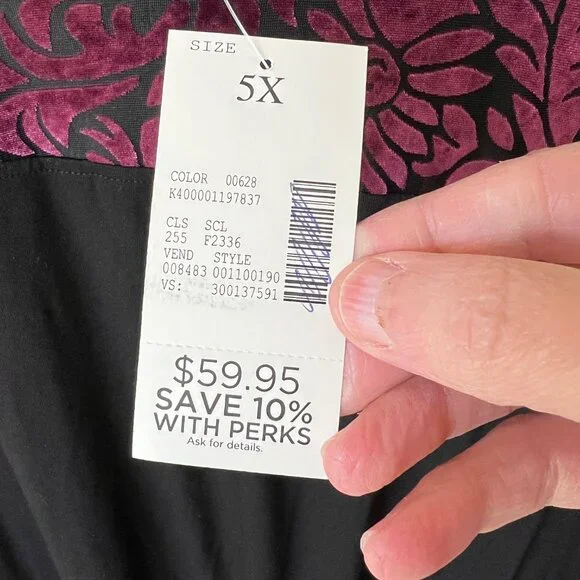 SIZE
5X
COLOR 00628
K400001197837
CLS SCL
255 F2336
VEND STYLE
008483 001100190
VS: 300137591
$59.95
SAVE 10%
WITH PERKS
Ask for details.